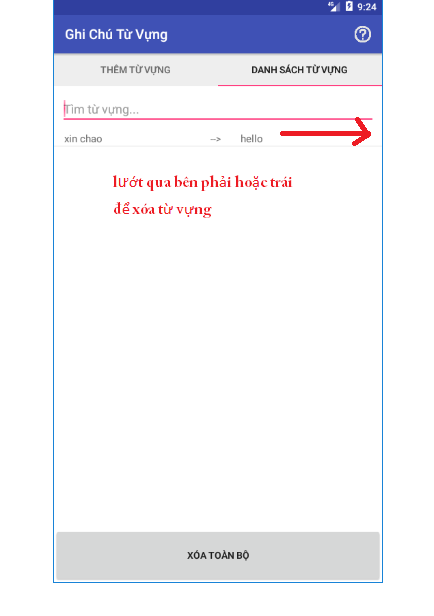 4G 9:24
Ghi Chú Từ Vựng
THÊM TỪ VỰNG DANH SÁCH TỪ VỰNG
Tìm từ vựng...
xin chao --> hello
lướt qua bên phải hoặc trái
để xóa từ vựng
XÓA TOÀN BỘ